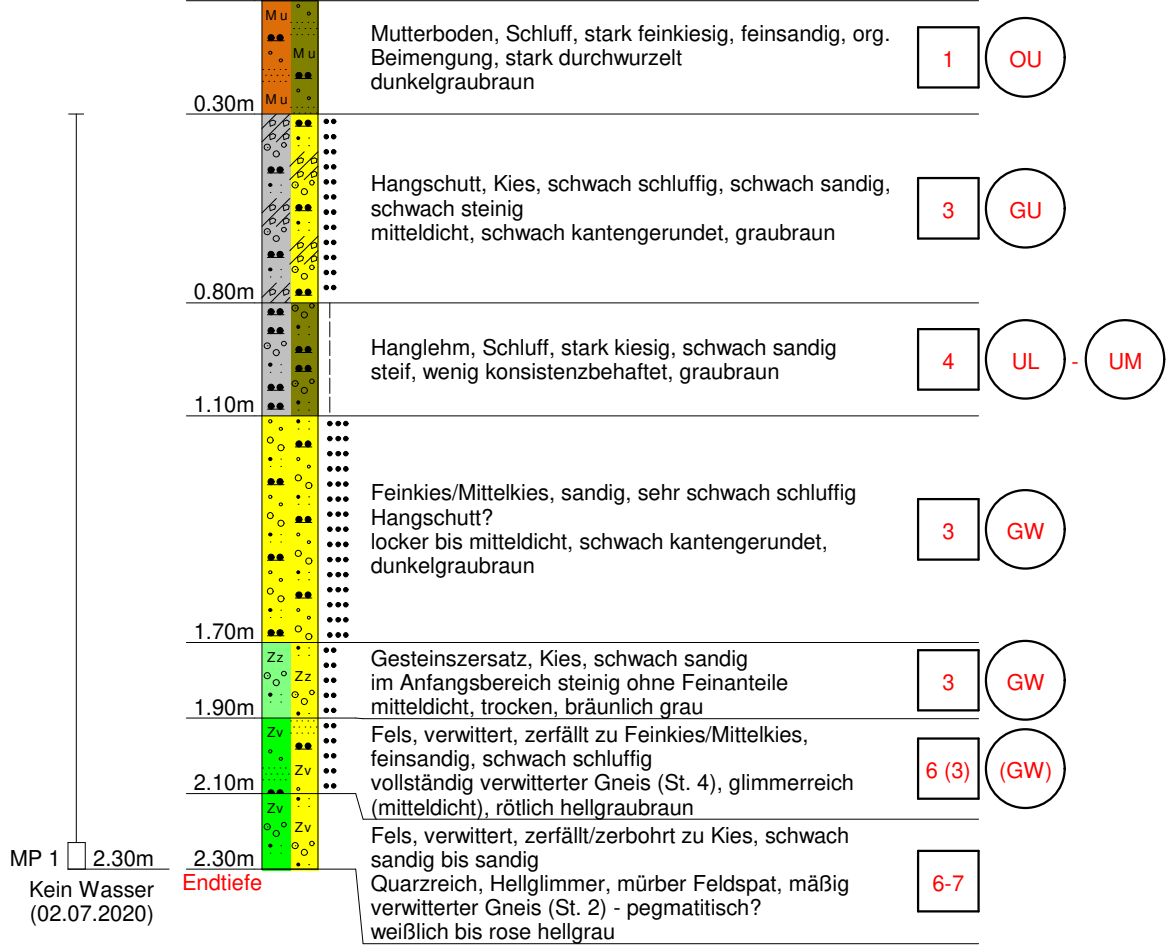 Mu
Mu
Mu
Mutterboden, Schluff, stark feinkiesig, feinsandig, org.
Beimengung, stark durchwurzelt
dunkelgraubraun
1 OU
0.30m
Hangschutt, Kies, schwach schluffig, schwach sandig,
schwach steinig
mitteldicht, schwach kantengerundet, graubraun
3 GU
0.80m
Hanglehm, Schluff, stark kiesig, schwach sandig
steif, wenig konsistenzbehaftet, graubraun
4 UL - UM
1.10m
Feinkies/Mittelkies, sandig, sehr schwach schluffig
Hangschutt?
locker bis mitteldicht, schwach kantengerundet,
dunkelgraubraun
3 GW
1.70m
Zz
Zz
Gesteinszersatz, Kies, schwach sandig
im Anfangsbereich steinig ohne Feinanteile
mitteldicht, trocken, bräunlich grau
3 GW
1.90m
Zv
Zv
Fels, verwittert, zerfällt zu Feinkies/Mittelkies,
feinsandig, schwach schluffig
vollständig verwitterter Gneis (St. 4), glimmerreich
(mitteldicht), rötlich hellgraubraun
6 (3) (GW)
2.10m
Zv
Zv
Fels, verwittert, zerfällt/zerbohrt zu Kies, schwach
sandig bis sandig
Quarzreich, Hellglimmer, mürber Feldspat, mäßig
verwitterter Gneis (St. 2) - pegmatitisch?
weißlich bis rose hellgrau
6-7
MP 1 2.30m
2.30m
Endtiefe
Kein Wasser
(02.07.2020)